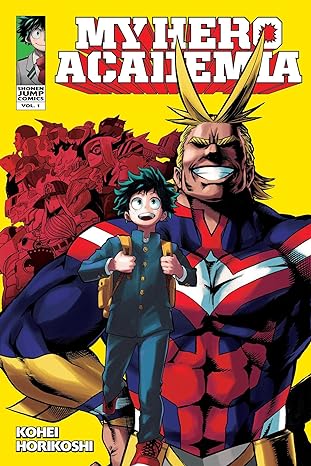 MY HERO
ACADEMIA
SHONEN
JUMP
COMICS
VOL. 1
KOHEI
HORIKOSHI